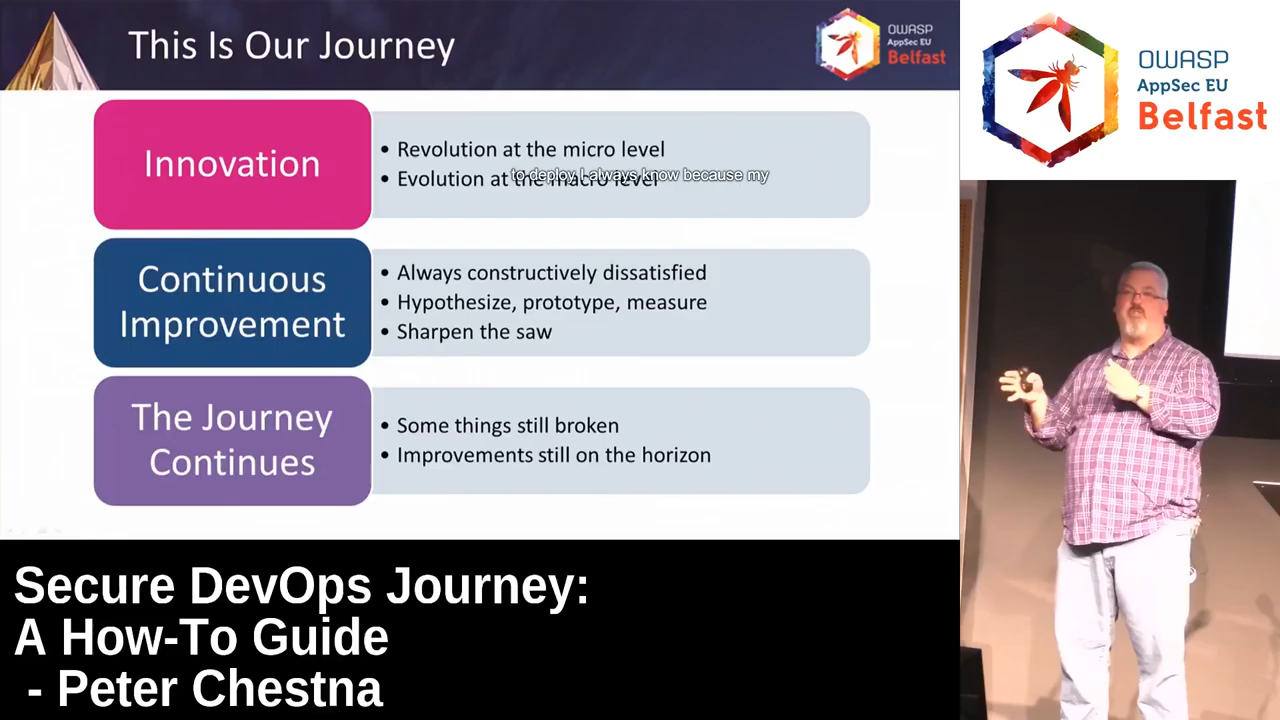 This Is Our Journey
OWASP
AppSec EU
Belfast
Innovation
• Revolution at the micro level
• Evolution at the macro level
to deploy I always know because my
Continuous
Improvement
• Always constructively dissatisfied
• Hypothesize, prototype, measure
• Sharpen the saw
The Journey
Continues
• Some things still broken
• Improvements still on the horizon
OWASP
AppSec EU
Belfast
Secure DevOps Journey:
A How-To Guide
- Peter Chestna